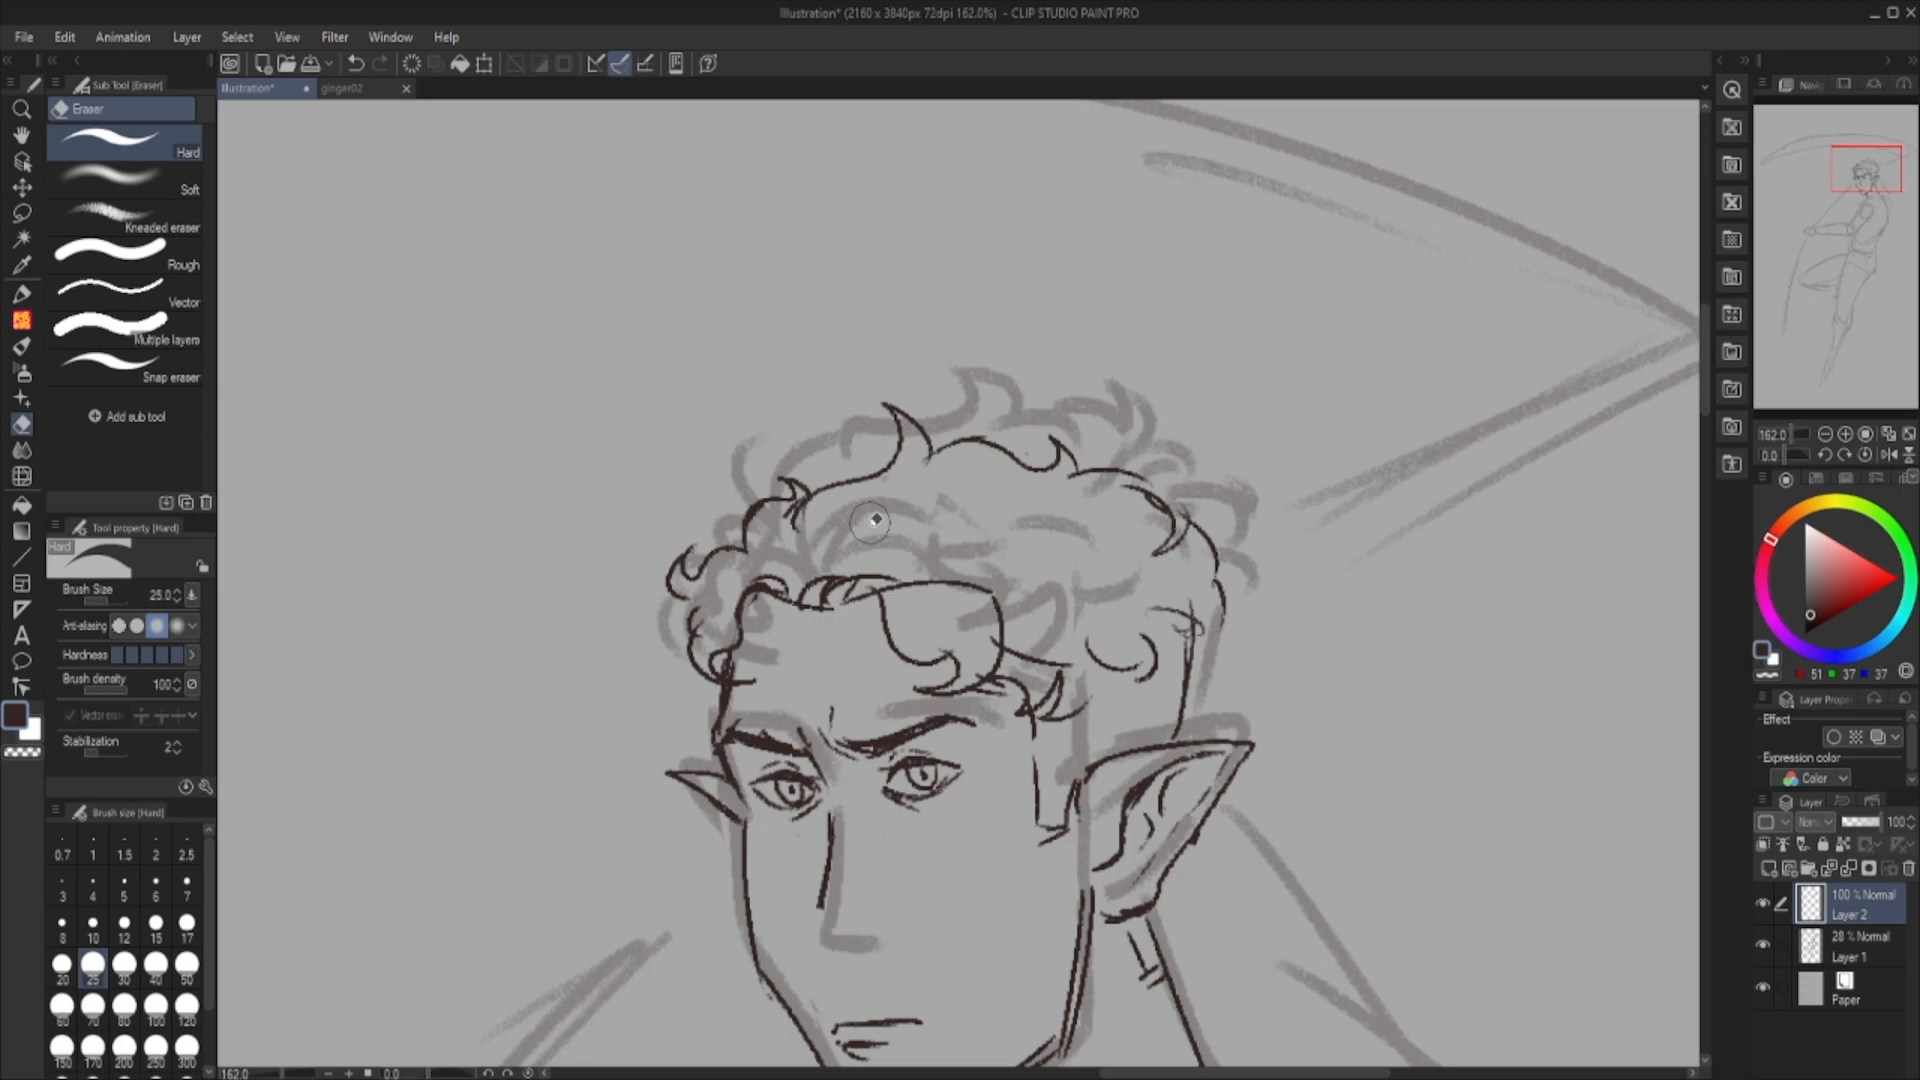 Illustration* (2160 x 3840px 72dpi 162.0%) - CLIP STUDIO PAINT PRO
File Edit Animation Layer Select View Filter Window Help
Sub Tool [Eraser]
Illustration*
ginger02
Eraser
Hard
Soft
Kneaded eraser
Rough
Vector
Multiple layers
Snap eraser
Add sub tool
Tool property [Hard]
Hard
Brush Size 25.0
Anti-aliasing
Hardness
Brush density 100
Stabilization 2
Brush size [Hard]
0.7 1 1.5 2 2.5
3 4 5 6 7
8 10 12 15 17
20 25 30 40 50
60 70 80 100 120
150 170 200 250 300
162.0 0.0
162.0
0.0
51 37 37
Effect
Expression color
Color
Layer
100
100 % Normal
Layer 2
28 % Normal
Layer 1
Paper